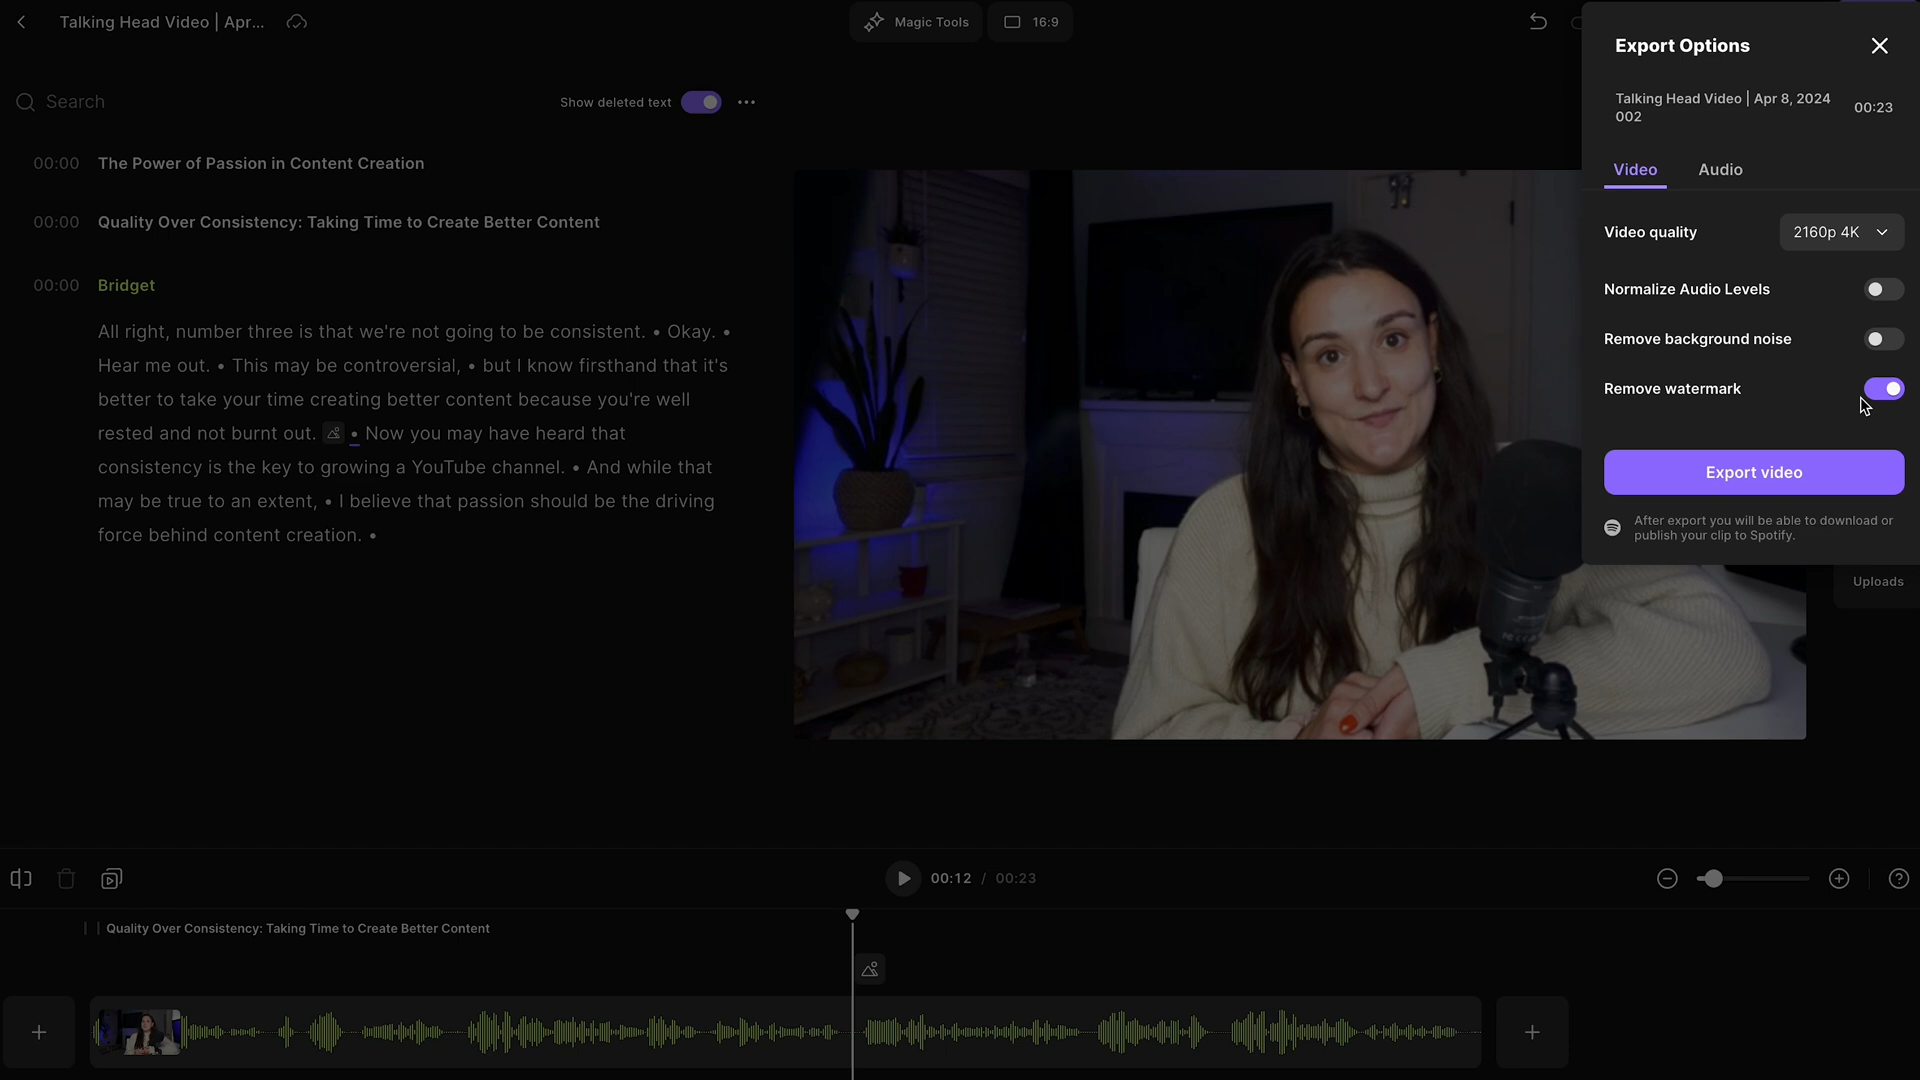 Talking Head Video | Apr...
Magic Tools
16:9
Export Options
Talking Head Video | Apr 8, 2024
002
00:23
Video
Audio
Video quality
2160p 4K
Normalize Audio Levels
Remove background noise
Remove watermark
Export video
After export you will be able to download or
publish your clip to Spotify.
Uploads
Search
Show deleted text
00:00 The Power of Passion in Content Creation
00:00 Quality Over Consistency: Taking Time to Create Better Content
00:00 Bridget
All right, number three is that we're not going to be consistent. • Okay. •
Hear me out. • This may be controversial, • but I know firsthand that it's
better to take your time creating better content because you're well
rested and not burnt out. • Now you may have heard that
consistency is the key to growing a YouTube channel. • And while that
may be true to an extent, • I believe that passion should be the driving
force behind content creation. •
00:12 / 00:23
Quality Over Consistency: Taking Time to Create Better Content